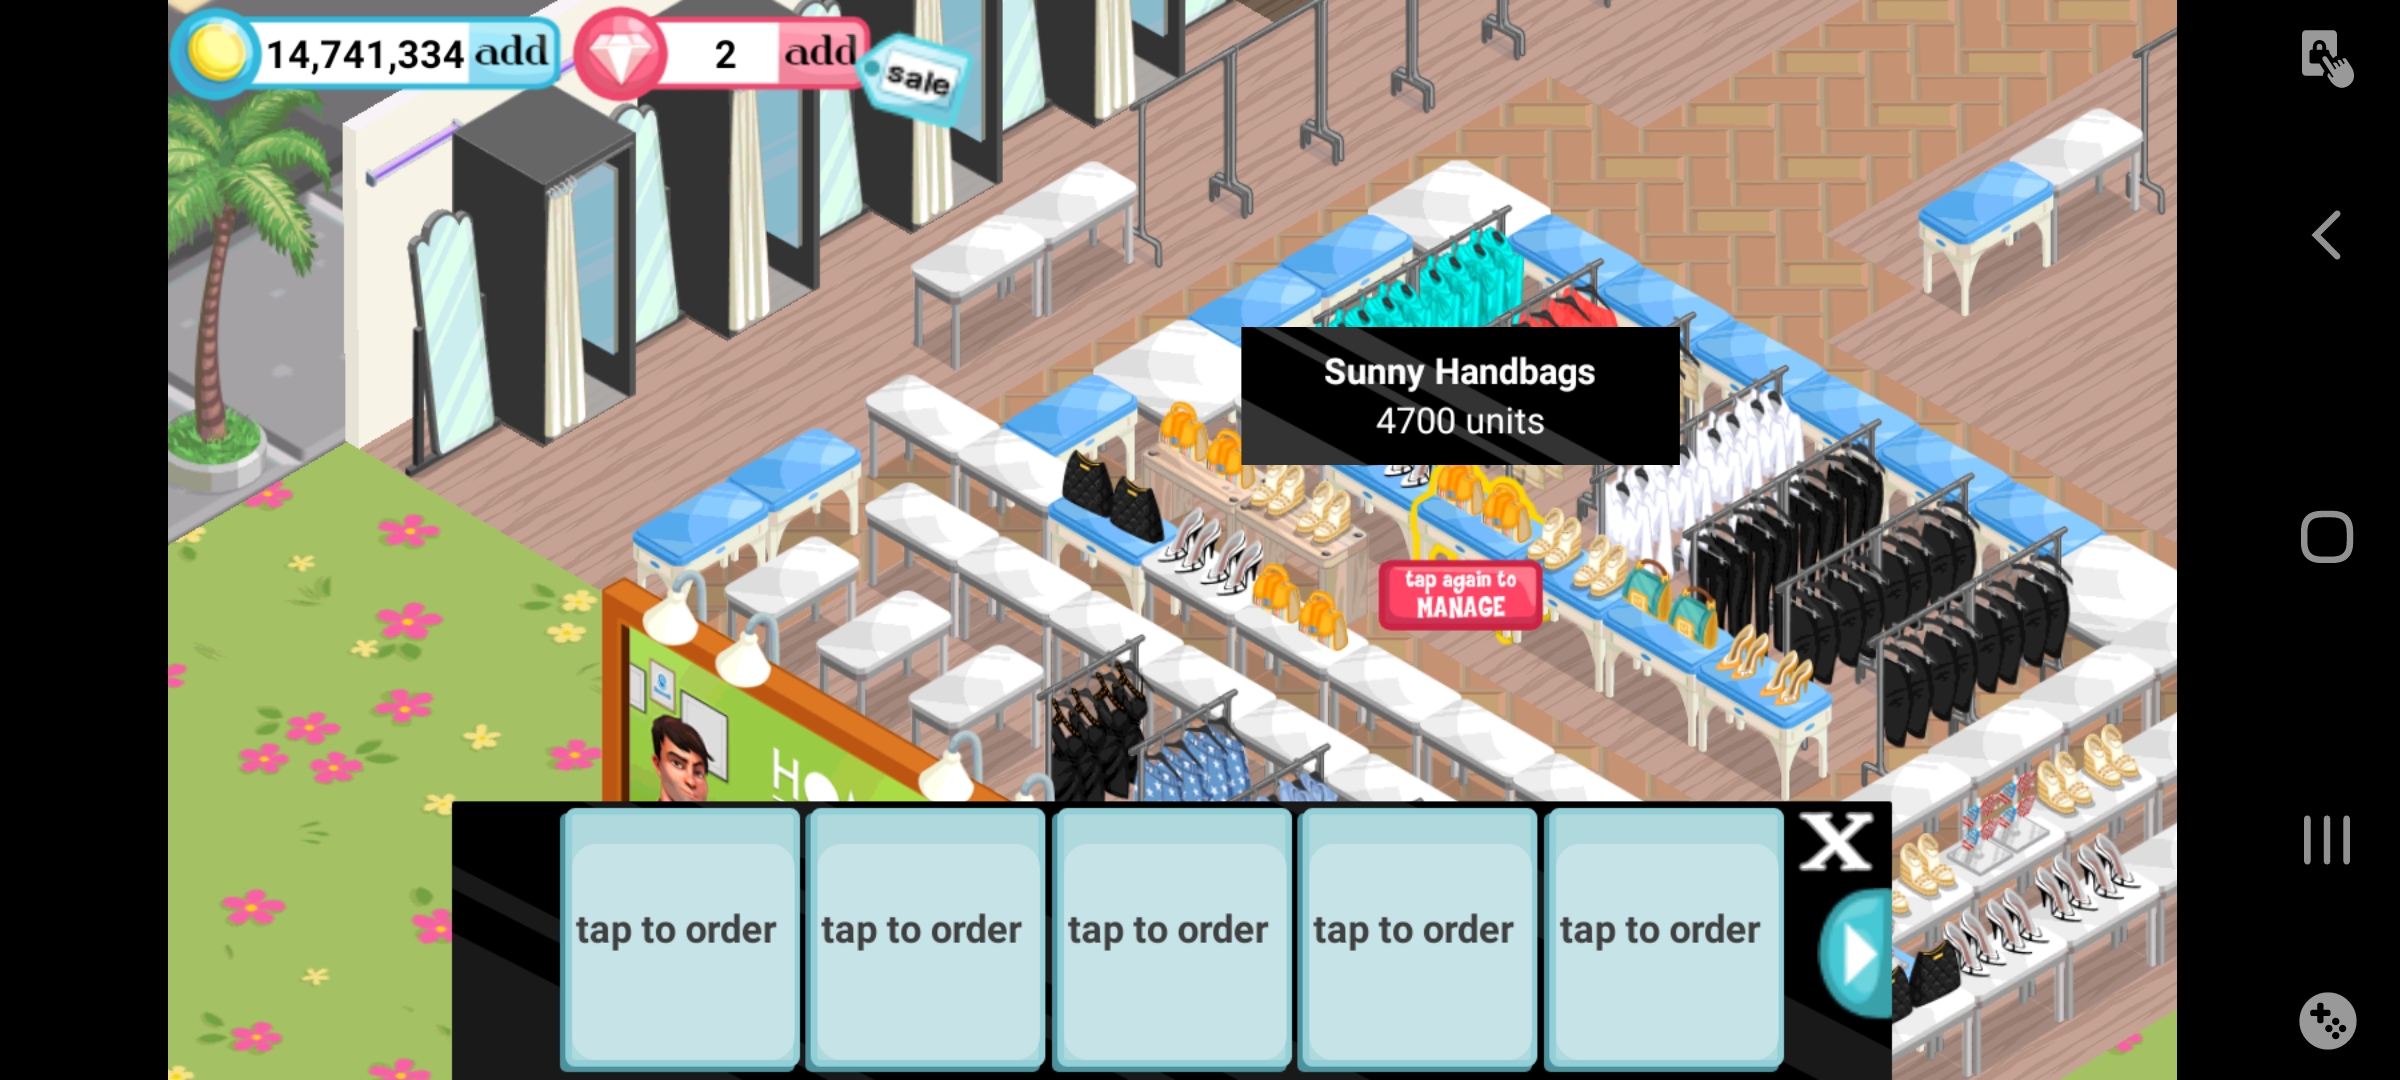 14,741,334 add
2 add
sale
Sunny Handbags
4700 units
tap again to
MANAGE
tap to order
tap to order
tap to order
tap to order
tap to order
X